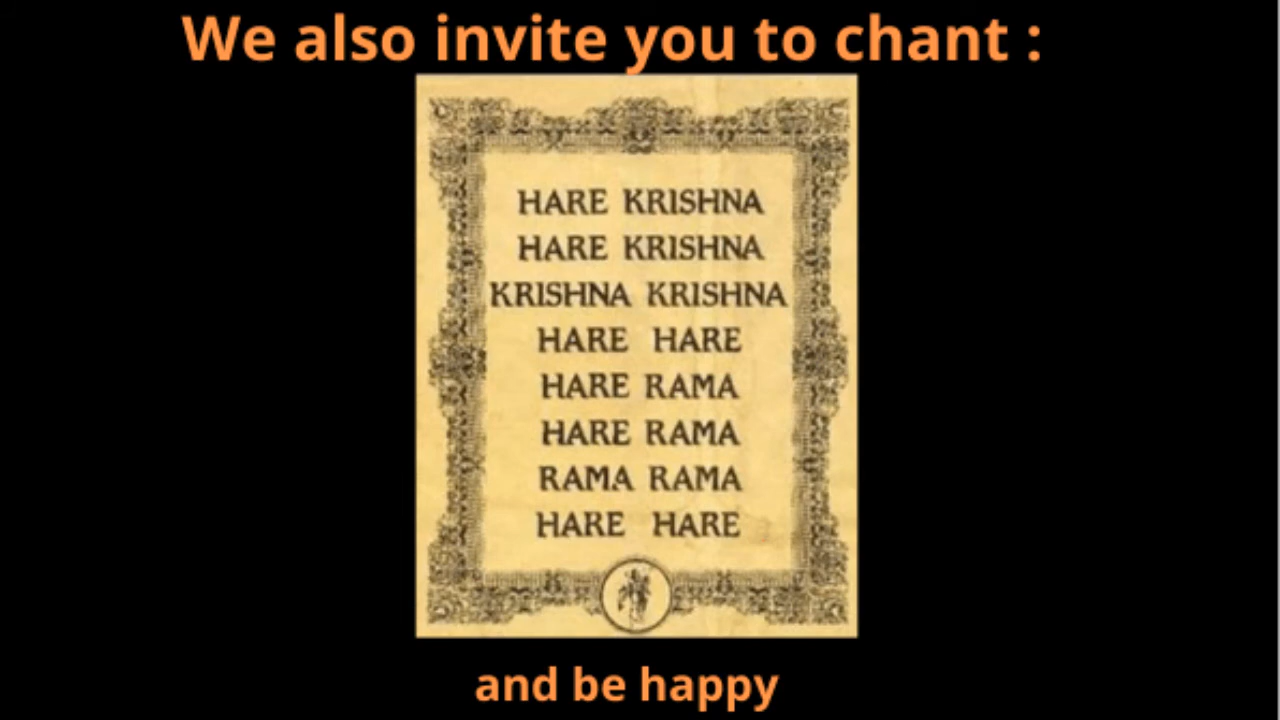 We also invite you to chant :
HARE KRISHNA
HARE KRISHNA
KRISHNA KRISHNA
HARE HARE
HARE RAMA
HARE RAMA
RAMA RAMA
HARE HARE
and be happy